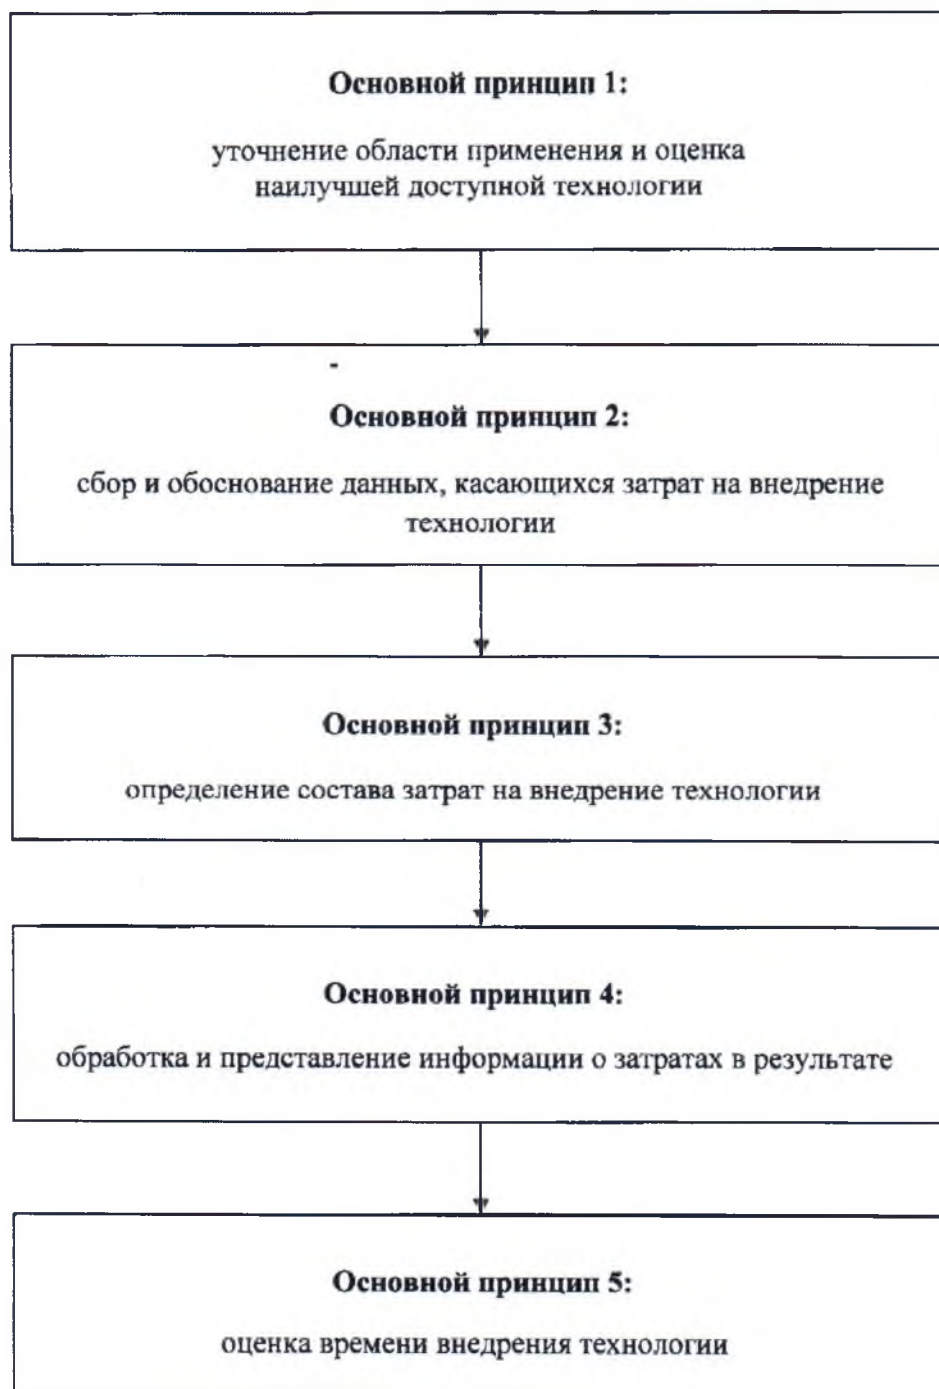 Основной принцип 1:
уточнение области применения и оценка
наилучшей доступной технологии
Основной принцип 2:
сбор и обоснование данных, касающихся затрат на внедрение
технологии
Основной принцип 3:
определение состава затрат на внедрение технологии
Основной принцип 4:
обработка и представление информации о затратах в результате
Основной принцип 5:
оценка времени внедрения технологии